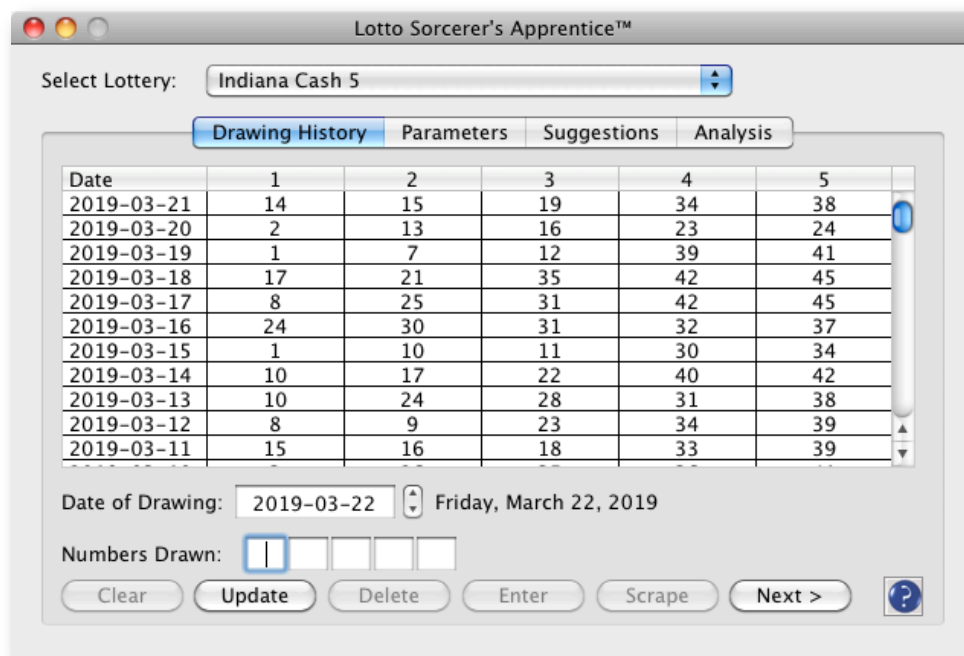 Lotto Sorcerer's Apprentice™
Select Lottery: Indiana Cash 5
Drawing History Parameters Suggestions Analysis
Date 1 2 3 4 5
2019-03-21 14 15 19 34 38
2019-03-20 2 13 16 23 24
2019-03-19 1 7 12 39 41
2019-03-18 17 21 35 42 45
2019-03-17 8 25 31 42 45
2019-03-16 24 30 31 32 37
2019-03-15 1 10 11 30 34
2019-03-14 10 17 22 40 42
2019-03-13 10 24 28 31 38
2019-03-12 8 9 23 34 39
2019-03-11 15 16 18 33 39
Date of Drawing: 2019-03-22 Friday, March 22, 2019
Numbers Drawn:
Clear Update Delete Enter Scrape Next > ?